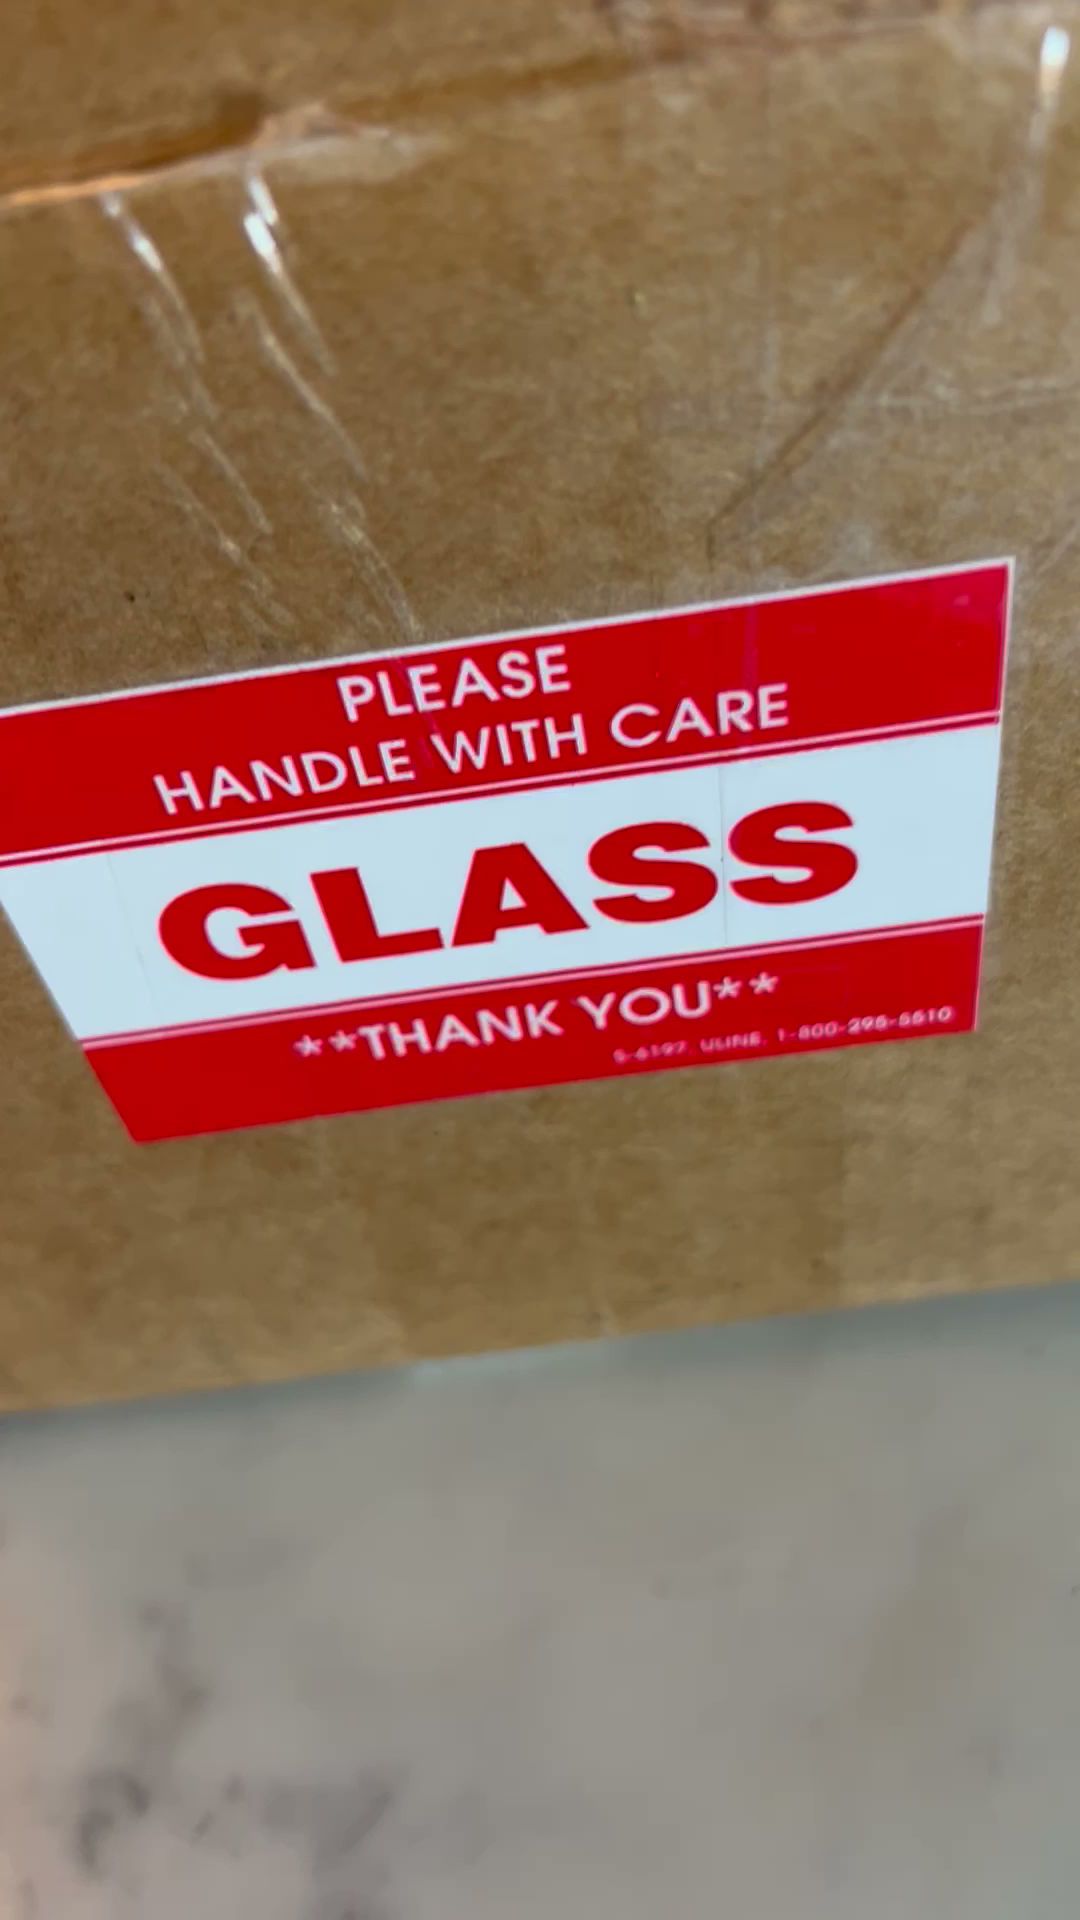 PLEASE
HANDLE WITH CARE
GLASS
**THANK YOU**
S-6197, ULINE, 1-800-295-5510